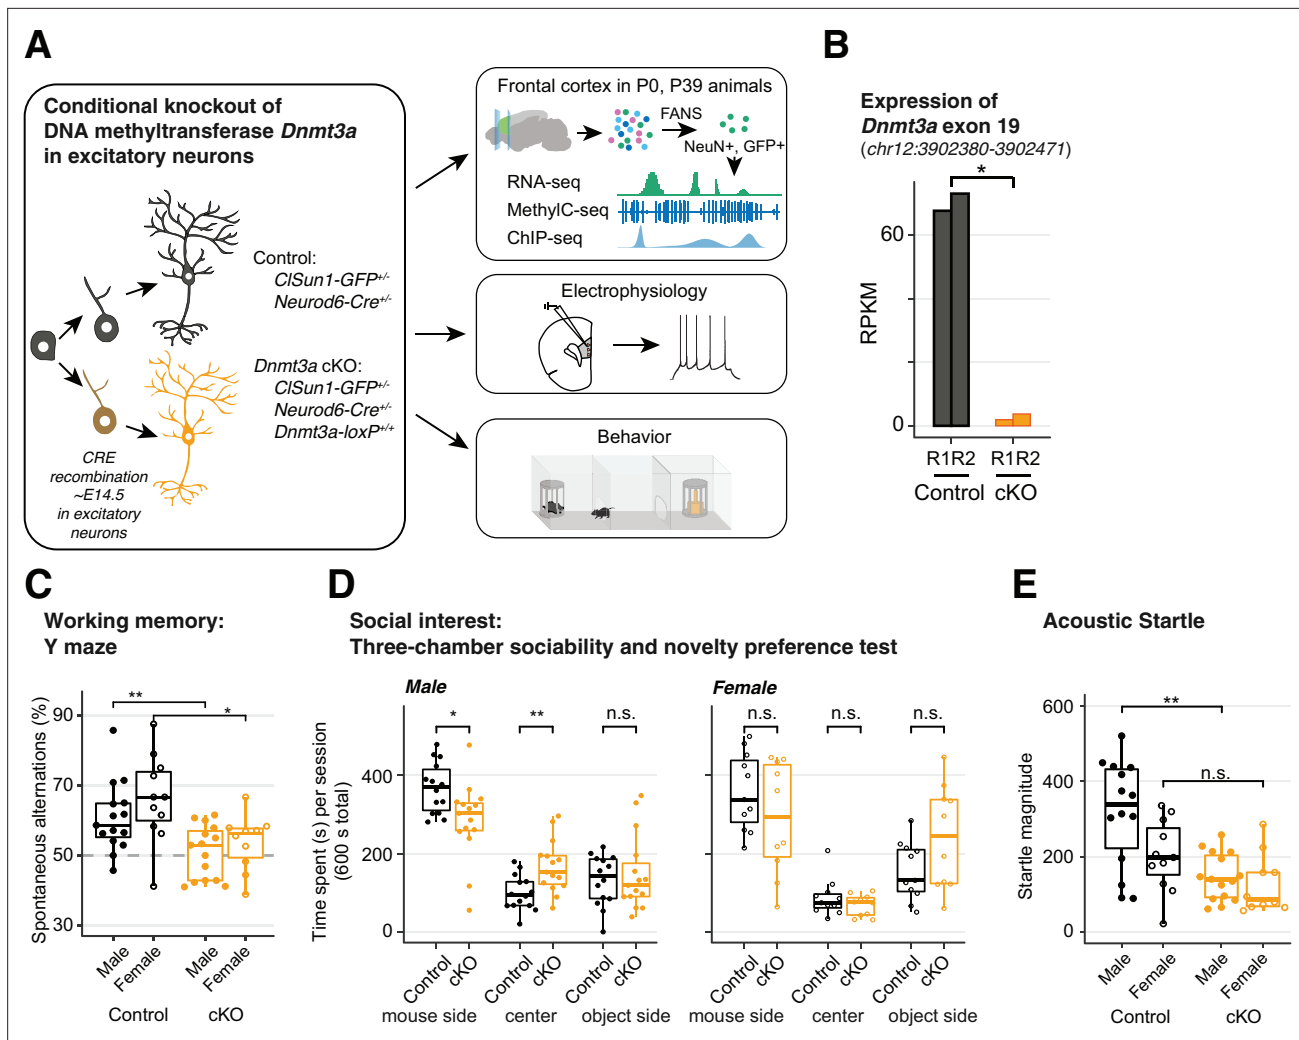 A
Conditional knockout of
DNA methyltransferase Dnmt3a
in excitatory neurons
Control:
ClSun1-GFP+/-
Neurod6-Cre+/-
Dnmt3a cKO:
ClSun1-GFP+/-
Neurod6-Cre+/-
Dnmt3a-loxP+/+
CRE
recombination
~E14.5
in excitatory
neurons
Frontal cortex in P0, P39 animals
FANS
NeuN+, GFP+
RNA-seq
MethylC-seq
ChIP-seq
Electrophysiology
Behavior
B
Expression of
Dnmt3a exon 19
(chr12:3902380-3902471)
*
60
0
RPKM
R1R2 R1R2
Control cKO
C
Working memory:
Y maze
Spontaneous alternations (%)
90
70
50
30
**
*
Male Female Male Female
Control cKO
D
Social interest:
Three-chamber sociability and novelty preference test
Male
Female
Time spent (s) per session
(600 s total)
400
200
0
* ** n.s.
n.s. n.s. n.s.
Control cKO Control cKO Control cKO
mouse side center object side
Control cKO Control cKO Control cKO
mouse side center object side
E
Acoustic Startle
Startle magnitude
600
400
200
0
**
n.s.
Male Female Male Female
Control cKO